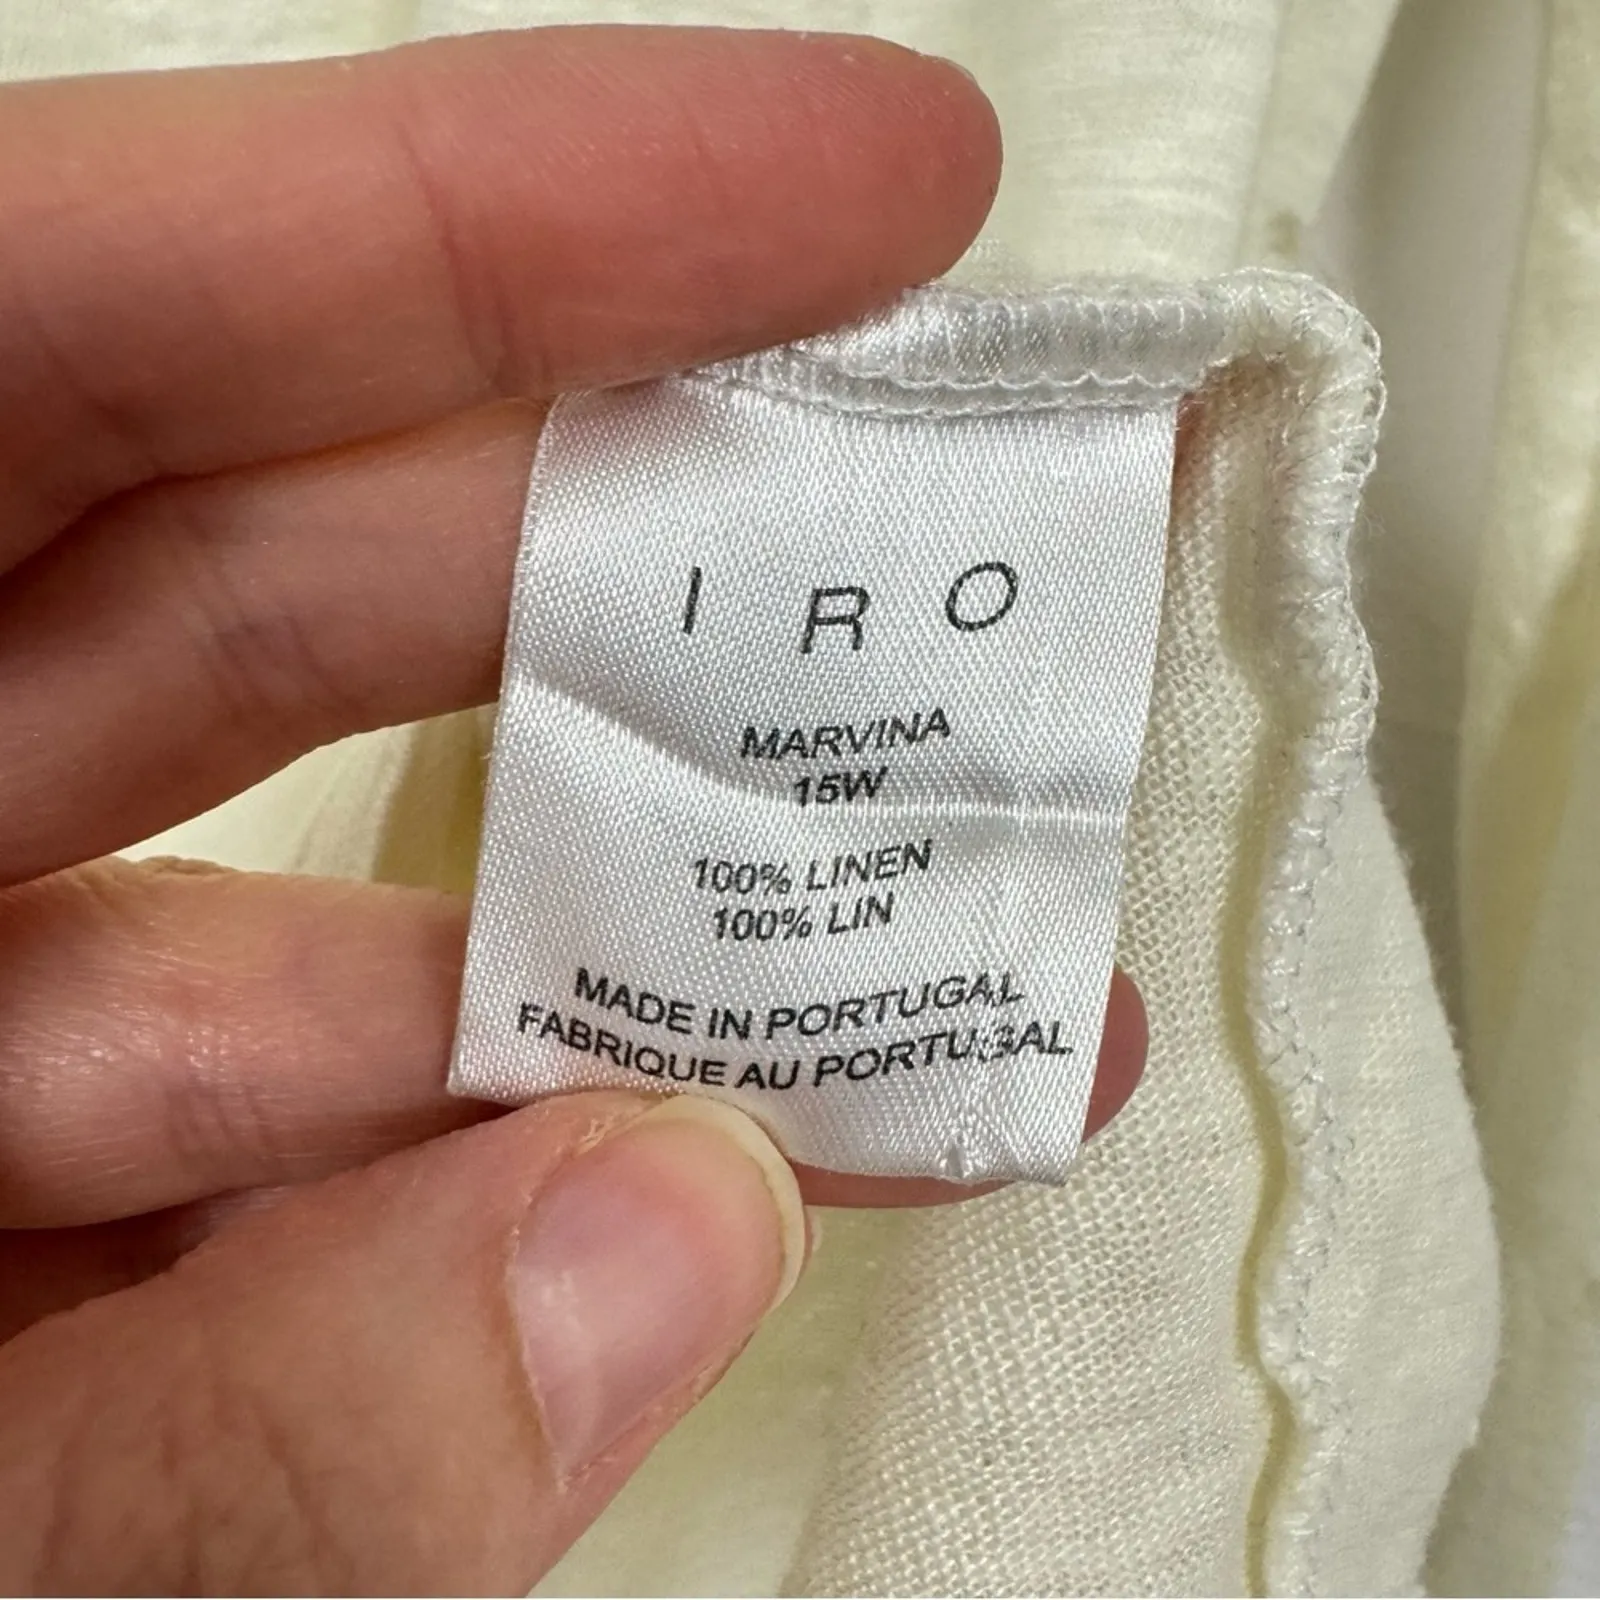 IRO
MARVINA
15W
100% LINEN
100% LIN
MADE IN PORTUGAL
FABRIQUE AU PORTUGAL